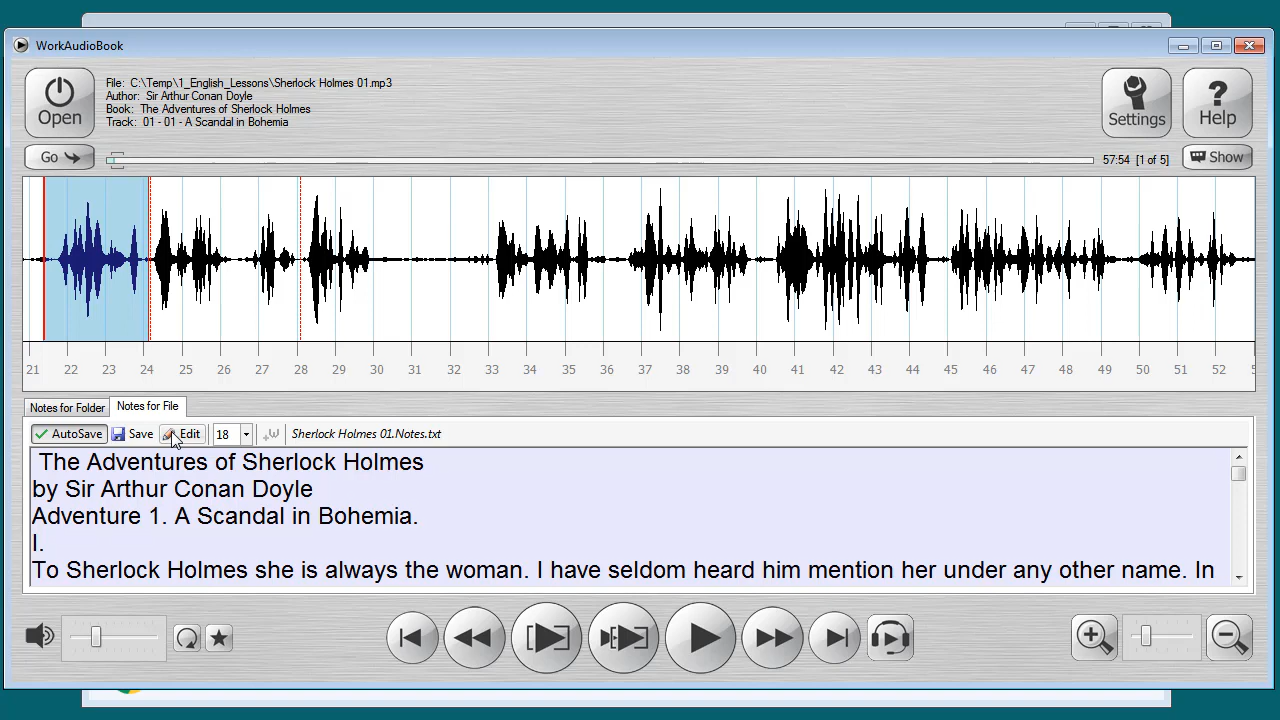 WorkAudioBook
File: C:\Temp\1_English_Lessons\Sherlock Holmes 01.mp3
Author: Sir Arthur Conan Doyle
Book: The Adventures of Sherlock Holmes
Track: 01 - 01 - A Scandal in Bohemia
Open
Settings
? Help
Go
57:54 [1 of 5]
Show
21 22 23 24 25 26 27 28 29 30 31 32 33 34 35 36 37 38 39 40 41 42 43 44 45 46 47 48 49 50 51 52
Notes for Folder Notes for File
AutoSave Save Edit 18 +W Sherlock Holmes 01.Notes.txt
The Adventures of Sherlock Holmes
by Sir Arthur Conan Doyle
Adventure 1. A Scandal in Bohemia.
I.
To Sherlock Holmes she is always the woman. I have seldom heard him mention her under any other name. In